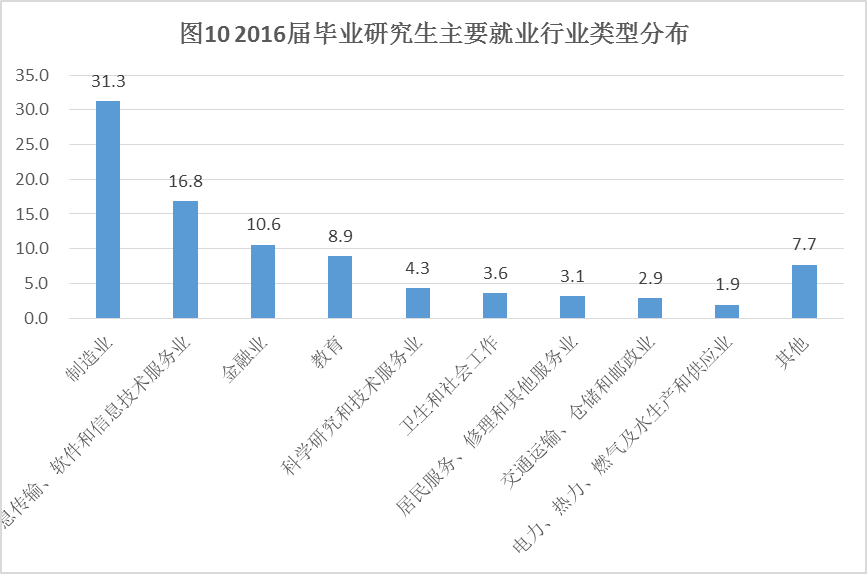 图10 2016届毕业研究生主要就业行业类型分布
35.0
30.0
25.0
20.0
15.0
10.0
5.0
0.0
31.3
16.8
10.6
8.9
4.3
3.6
3.1
2.9
1.9
7.7
制造业
息传输、软件和信息技术服务业
金融业
教育
科学研究和技术服务业
卫生和社会工作
居民服务、修理和其他服务业
交通运输、仓储和邮政业
电力、热力、燃气及水生产和供应业
其他